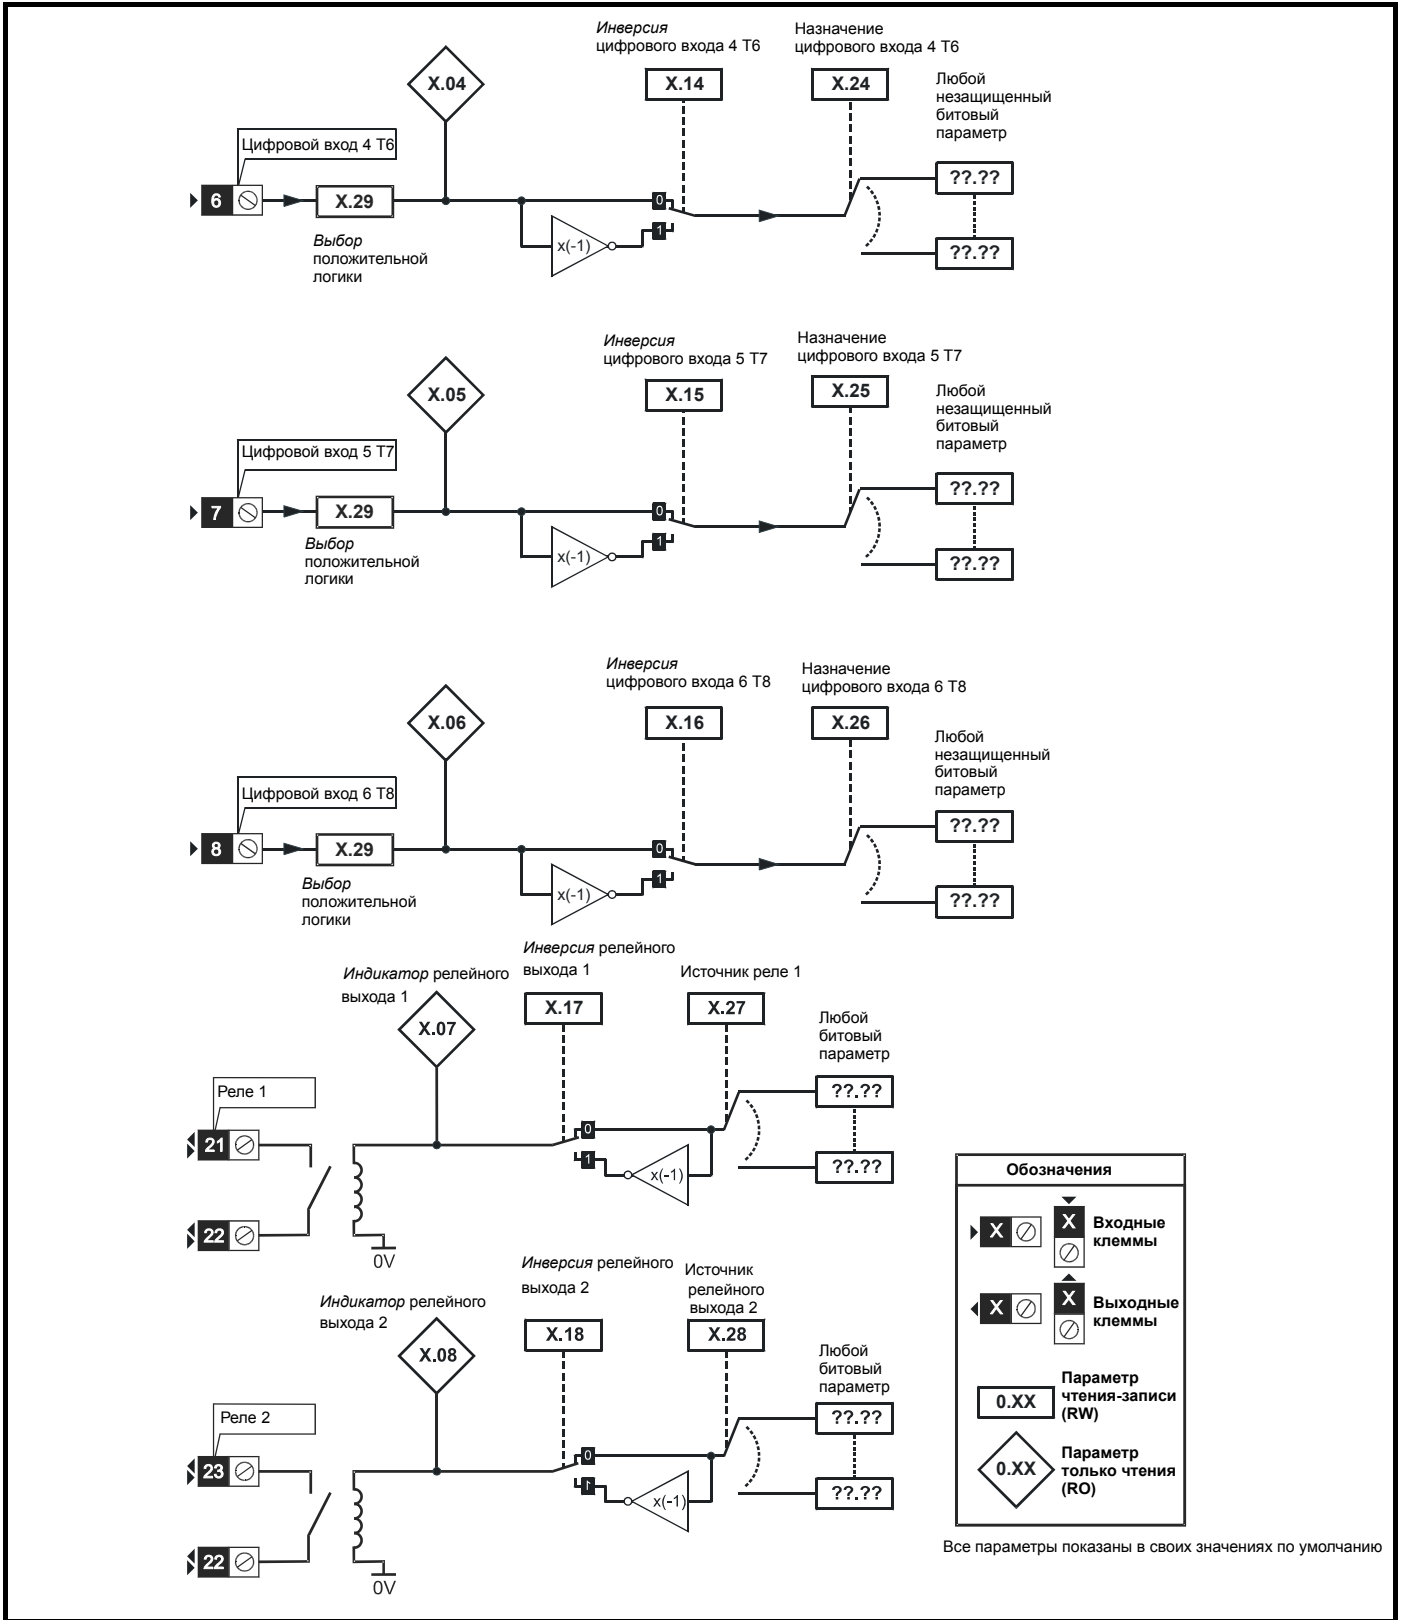 Инверсия
цифрового входа 4 T6
Назначение
цифрового входа 4 T6
X.04
X.14
X.24
Любой
незащищенный
битовый
параметр
Цифровой вход 4 T6
6
X.29
0
1
x(-1)
??.??
??.??
Выбор
положительной
логики
Инверсия
цифрового входа 5 T7
Назначение
цифрового входа 5 T7
X.05
X.15
X.25
Любой
незащищенный
битовый
параметр
Цифровой вход 5 T7
7
X.29
0
1
x(-1)
??.??
??.??
Выбор
положительной
логики
Инверсия
цифрового входа 6 T8
Назначение
цифрового входа 6 T8
X.06
X.16
X.26
Любой
незащищенный
битовый
параметр
Цифровой вход 6 T8
8
X.29
0
1
x(-1)
??.??
??.??
Выбор
положительной
логики
Индикатор релейного
выхода 1
Инверсия релейного
выхода 1
Источник реле 1
X.07
X.17
X.27
Любой
битовый
параметр
Реле 1
21
22
0V
0
1
x(-1)
??.??
??.??
Индикатор релейного
выхода 2
Инверсия релейного
выхода 2
Источник
релейного
выхода 2
X.08
X.18
X.28
Любой
битовый
параметр
Реле 2
23
22
0V
0
1
x(-1)
??.??
??.??
Обозначения
X
X
Входные
клеммы
X
X
Выходные
клеммы
0.XX
Параметр
чтения-записи
(RW)
0.XX
Параметр
только чтения
(RO)
Все параметры показаны в своих значениях по умолчанию